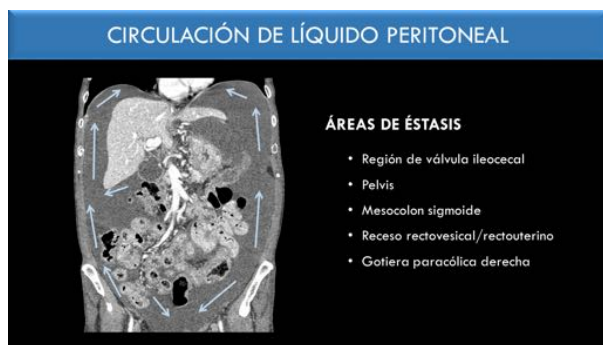 CIRCULACIÓN DE LÍQUIDO PERITONEAL
ÁREAS DE ÉSTASIS
• Región de válvula ileocecal
• Pelvis
• Mesocolon sigmoide
• Receso rectovesical/rectouterino
• Gotiera paracólica derecha